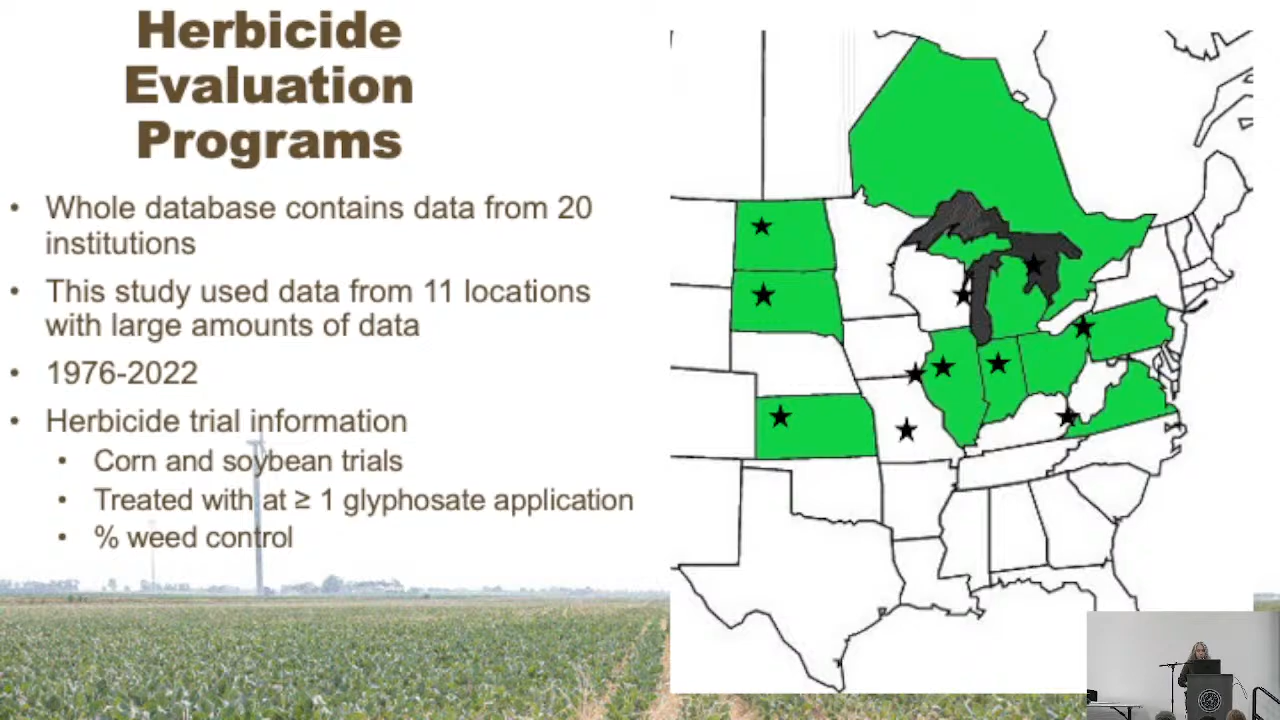 Herbicide
Evaluation
Programs
• Whole database contains data from 20
institutions
• This study used data from 11 locations
with large amounts of data
• 1976-2022
• Herbicide trial information
• Corn and soybean trials
• Treated with at ≥ 1 glyphosate application
• % weed control